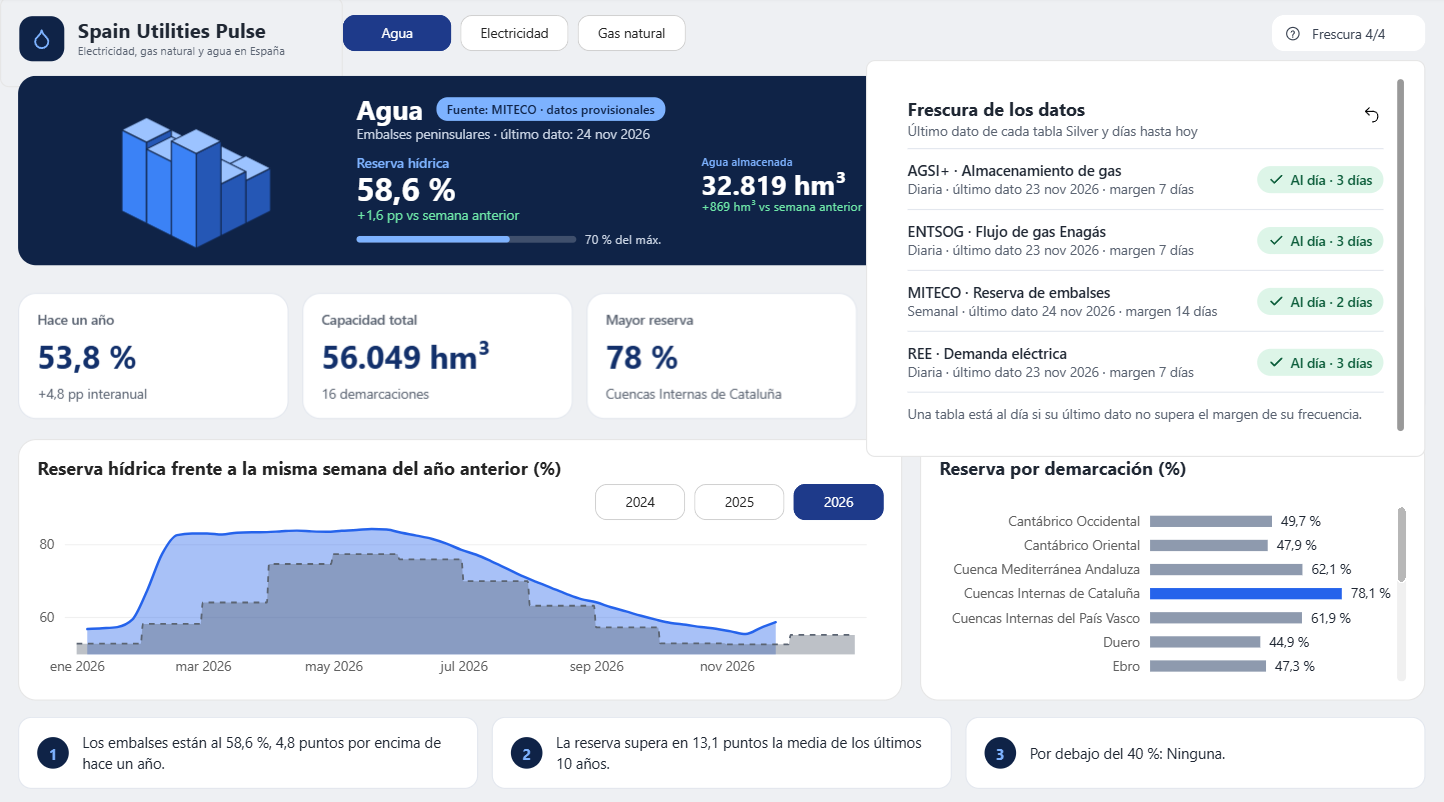 Spain Utilities Pulse
Electricidad, gas natural y agua en España
Agua
Electricidad
Gas natural
Frescura 4/4
Agua
Fuente: MITECO · datos provisionales
Embalses peninsulares · último dato: 24 nov 2026
Reserva hídrica
58,6 %
+1,6 pp vs semana anterior
70 % del máx.
Agua almacenada
32.819 hm³
+869 hm³ vs semana anterior
Frescura de los datos
Último dato de cada tabla Silver y días hasta hoy
AGSI+ · Almacenamiento de gas
Diaria · último dato 23 nov 2026 · margen 7 días
Al día · 3 días
ENTSOG · Flujo de gas Enagás
Diaria · último dato 23 nov 2026 · margen 7 días
Al día · 3 días
MITECO · Reserva de embalses
Semanal · último dato 24 nov 2026 · margen 14 días
Al día · 2 días
REE · Demanda eléctrica
Diaria · último dato 23 nov 2026 · margen 7 días
Al día · 3 días
Una tabla está al día si su último dato no supera el margen de su frecuencia.
Hace un año
53,8 %
+4,8 pp interanual
Capacidad total
56.049 hm³
16 demarcaciones
Mayor reserva
78 %
Cuencas Internas de Cataluña
Reserva hídrica frente a la misma semana del año anterior (%)
2024
2025
2026
80
60
ene 2026
mar 2026
may 2026
jul 2026
sep 2026
nov 2026
Reserva por demarcación (%)
Cantábrico Occidental 49,7 %
Cantábrico Oriental 47,9 %
Cuenca Mediterránea Andaluza 62,1 %
Cuencas Internas de Cataluña 78,1 %
Cuencas Internas del País Vasco 61,9 %
Duero 44,9 %
Ebro 47,3 %
1
Los embalses están al 58,6 %, 4,8 puntos por encima de
hace un año.
2
La reserva supera en 13,1 puntos la media de los últimos
10 años.
3
Por debajo del 40 %: Ninguna.